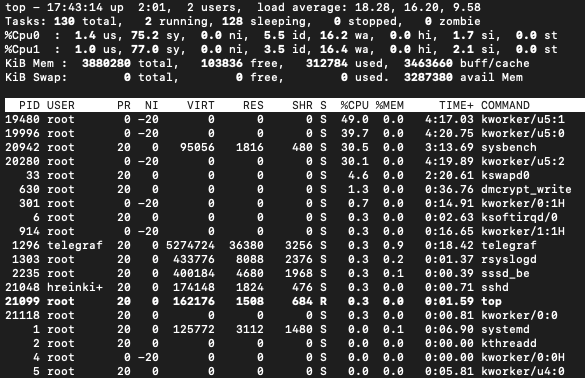 top - 17:43:14 up  2:01,  2 users,  load average: 18.28, 16.20, 9.58
Tasks: 130 total,   2 running, 128 sleeping,   0 stopped,   0 zombie
%Cpu0  :  1.4 us, 75.2 sy,  0.0 ni,  5.5 id, 16.2 wa,  0.0 hi,  1.7 si,  0.0 st
%Cpu1  :  1.0 us, 77.0 sy,  0.0 ni,  3.5 id, 16.4 wa,  0.0 hi,  2.1 si,  0.0 st
KiB Mem :  3880280 total,   103836 free,   312784 used,  3463660 buff/cache
KiB Swap:        0 total,        0 free,        0 used.  3287380 avail Mem
PID USER      PR  NI    VIRT    RES    SHR S  %CPU %MEM     TIME+ COMMAND
19480 root       0 -20       0      0      0 S  49.0  0.0   4:17.03 kworker/u5:1
19996 root       0 -20       0      0      0 S  39.7  0.0   4:20.75 kworker/u5:0
20942 root      20   0   95056   1816    480 S  30.5  0.0   3:13.69 sysbench
20280 root       0 -20       0      0      0 S  30.1  0.0   4:19.89 kworker/u5:2
33 root      20   0       0      0      0 S   4.6  0.0   2:20.61 kswapd0
630 root      20   0       0      0      0 S   1.3  0.0   0:36.76 dmcrypt_write
301 root       0 -20       0      0      0 S   0.7  0.0   0:14.91 kworker/0:1H
6 root      20   0       0      0      0 S   0.3  0.0   0:02.63 ksoftirqd/0
914 root       0 -20       0      0      0 S   0.3  0.0   0:16.65 kworker/1:1H
1296 telegraf  20   0 5274724  36380   3256 S   0.3  0.9   0:18.42 telegraf
1303 root      20   0  433776   8088   2376 S   0.3  0.2   0:01.37 rsyslogd
2235 root      20   0  400184   4680   1968 S   0.3  0.1   0:00.39 sssd_be
21048 hreinki+  20   0  174148   1824    476 S   0.3  0.0   0:00.71 sshd
21099 root      20   0  162176   1508    684 R   0.3  0.0   0:01.59 top
21118 root      20   0       0      0      0 S   0.3  0.0   0:00.81 kworker/0:0
1 root      20   0  125772   3112   1480 S   0.0  0.1   0:06.90 systemd
2 root      20   0       0      0      0 S   0.0  0.0   0:00.00 kthreadd
4 root       0 -20       0      0      0 S   0.0  0.0   0:00.00 kworker/0:0H
5 root      20   0       0      0      0 S   0.0  0.0   0:05.81 kworker/u4:0